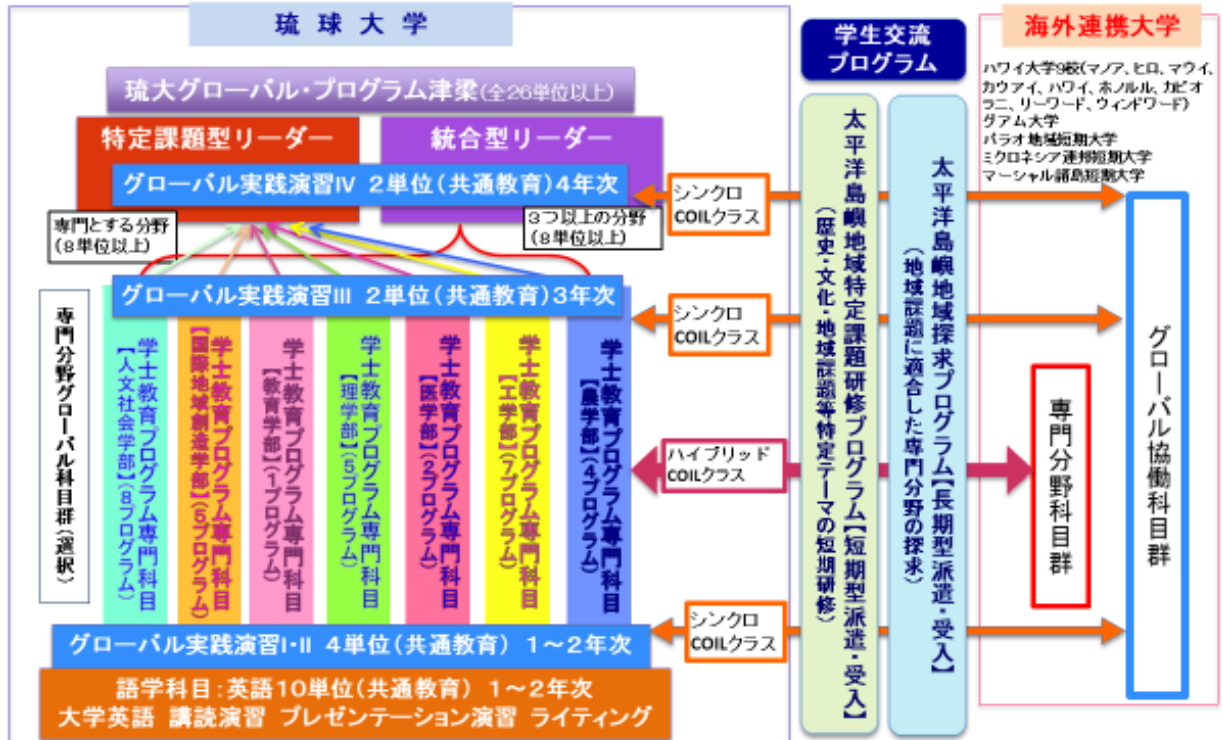 琉球大学
琉大グローバル・プログラム津梁(全26単位以上)
特定課題型リーダー
統合型リーダー
グローバル実践演習IV 2単位(共通教育)4年次
専門とする分野
(8単位以上)
3つ以上の分野
(8単位以上)
グローバル実践演習III 2単位(共通教育)3年次
専門分野グローバル科目群(選択)
学士教育プログラム専門科目
【人文社会学部】(8プログラム)
学士教育プログラム専門科目
【国際地域創造学部】(5プログラム)
学士教育プログラム専門科目
【教育学部】(1プログラム)
学士教育プログラム専門科目
【理学部】(5プログラム)
学士教育プログラム専門科目
【医学部】(2プログラム)
学士教育プログラム専門科目
【工学部】(7プログラム)
学士教育プログラム専門科目
【農学部】(4プログラム)
グローバル実践演習I・II 4単位(共通教育) 1~2年次
語学科目:英語10単位(共通教育) 1~2年次
大学英語 講読演習 プレゼンテーション演習 ライティング
シンクロ
COILクラス
シンクロ
COILクラス
ハイブリッド
COILクラス
シンクロ
COILクラス
学生交流
プログラム
太平洋島嶼地域特定課題研修プログラム【短期型派遣・受入】
(歴史・文化・地域課題等特定テーマの短期研修)
太平洋島嶼地域探求プログラム【長期型派遣・受入】
(地域課題に適合した専門分野の探求)
海外連携大学
ハワイ大学9校(マノア、ヒロ、マウイ、
カウアイ、ハワイ、ホノルル、カピオ
ラニ、リーワード、ウィンドワード)
グアム大学
パラオ地域短期大学
ミクロネシア連邦短期大学
マーシャル諸島短期大学
専門分野科目群
グローバル協働科目群